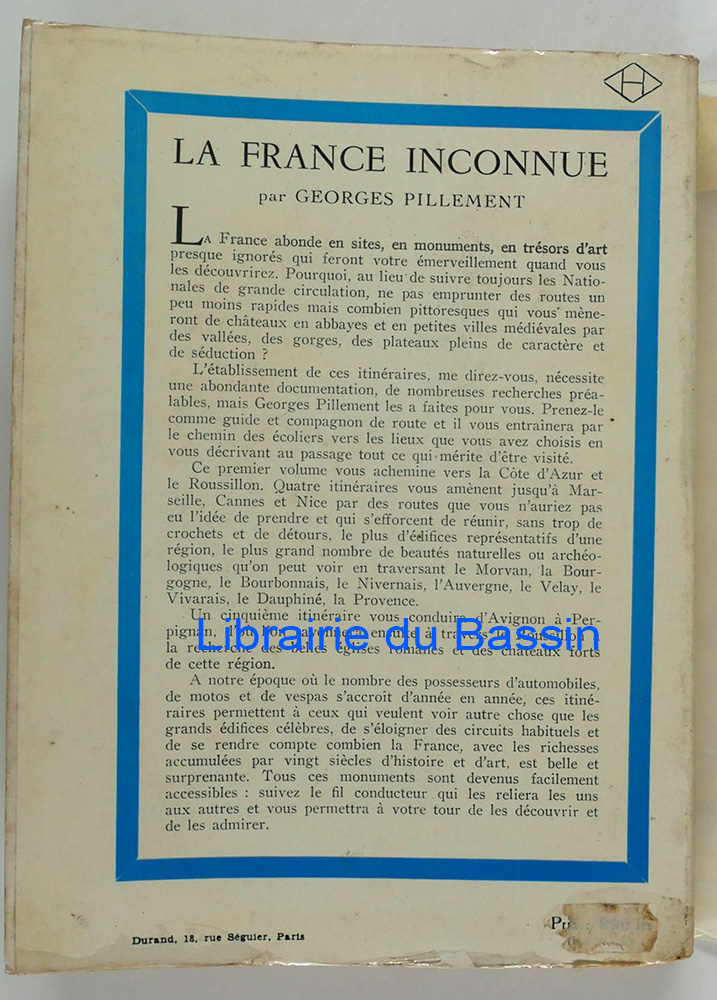 H
LA FRANCE INCONNUE
par GEORGES PILLEMENT
LA France abonde en sites, en monuments, en trésors d'art
presque ignorés qui feront votre émerveillement quand vous
les découvrirez. Pourquoi, au lieu de suivre toujours les Natio-
nales de grande circulation, ne pas emprunter des routes un
peu moins rapides mais combien pittoresques qui vous mène-
ront de châteaux en abbayes et en petites villes médiévales par
des vallées, des gorges, des plateaux pleins de caractère et
de séduction ?
L'établissement de ces itinéraires, me direz-vous, nécessite
une abondante documentation, de nombreuses recherches préa-
lables, mais Georges Pillement les a faites pour vous. Prenez-le
comme guide et compagnon de route et il vous entraînera par
le chemin des écoliers vers les lieux que vous avez choisis en
vous décrivant au passage tout ce qui mérite d'être visité.
Ce premier volume vous achemine vers la Côte d'Azur et
le Roussillon. Quatre itinéraires vous amènent jusqu'à Mar-
seille, Cannes et Nice par des routes que vous n'auriez pas
eu l'idée de prendre et qui s'efforcent de réunir, sans trop de
crochets et de détours, le plus d'édifices représentatifs d'une
région, le plus grand nombre de beautés naturelles ou archéo-
logiques qu'on peut voir en traversant le Morvan, la Bour-
gogne, le Bourbonnais, le Nivernais, l'Auvergne, le Velay, le
Vivarais, le Dauphiné, la Provence.
Un cinquième itinéraire vous conduira d'Avignon à Per-
pignan, d'où l'on rayonnera ensuite à travers le Roussillon à
Librairie du Bassin
la recherche des belles églises romanes et des châteaux forts
de cette région.
A notre époque où le nombre des possesseurs d'automobiles,
de motos et de vespas s'accroît d'année en année, ces itiné-
raires permettent à ceux qui veulent voir autre chose que les
grands édifices célèbres, de s'éloigner des circuits habituels et
de se rendre compte combien la France, avec les richesses
accumulées par vingt siècles d'histoire et d'art, est belle et
surprenante. Tous ces monuments sont devenus facilement
accessibles : suivez le fil conducteur qui les reliera les uns
aux autres et vous permettra à votre tour de les découvrir et
de les admirer.
Durand, 18, rue Séguier, Paris